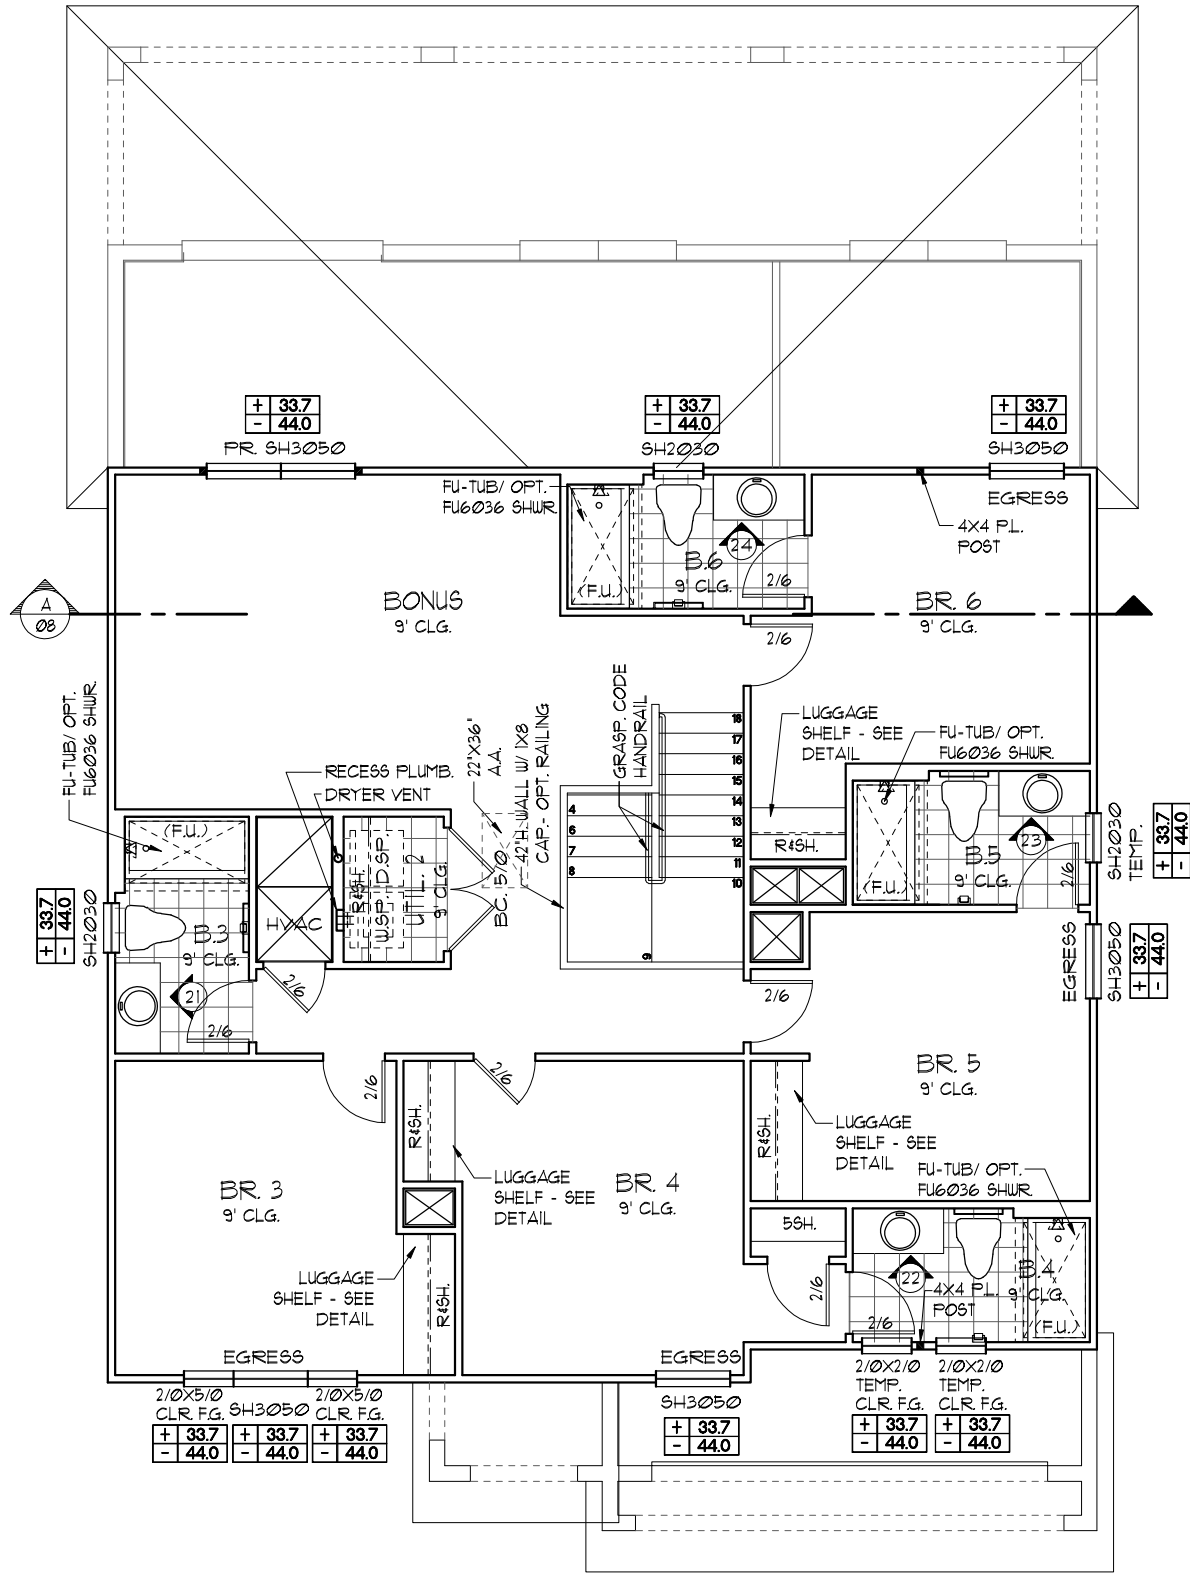 + 33.7
- 44.0
PR. SH3050
+ 33.7
- 44.0
SH2030
+ 33.7
- 44.0
SH3050
EGRESS
FU-TUB/ OPT.
FU6036 SHWR.
4X4 P.L.
POST
24
B.6
9' CLG.
(F.U.)
2/6
BONUS
9' CLG.
BR. 6
9' CLG.
A
08
2/6
FU-TUB/ OPT.
FU6036 SHWR.
RECESS PLUMB.
DRYER VENT
22"X36"
A.A.
42"H. WALL W/ 1X8
CAP.- OPT. RAILING
GRASP. CODE
HANDRAIL
LUGGAGE
SHELF - SEE
DETAIL
R&SH.
FU-TUB/ OPT.
FU6036 SHWR.
18
17
16
15
14
13
12
11
10
4
6
7
8
9
(F.U.)
B.3
9' CLG.
21
2/6
HVAC
2/6
R&SH.
W.SP. D.SP.
UTIL. 2
9' CLG.
BC. 5/0
23
B.5
9' CLG.
(F.U.)
2/6
SH2030
TEMP.
+ 33.7
- 44.0
+ 33.7
- 44.0
SH2030
EGRESS
SH3050
+ 33.7
- 44.0
2/6
BR. 5
9' CLG.
2/6
2/6
R&SH.
R&SH.
LUGGAGE
SHELF - SEE
DETAIL
FU-TUB/ OPT.
FU6036 SHWR.
BR. 3
9' CLG.
LUGGAGE
SHELF - SEE
DETAIL
BR. 4
9' CLG.
5SH.
2/6
LUGGAGE
SHELF - SEE
DETAIL
R&SH.
22
B.4
9' CLG.
4X4 P.L.
POST
2/6
(F.U.)
EGRESS
2/0X5/0
CLR. F.G.
SH3050
2/0X5/0
CLR. F.G.
+ 33.7
- 44.0
+ 33.7
- 44.0
+ 33.7
- 44.0
EGRESS
SH3050
+ 33.7
- 44.0
2/0X2/0
TEMP.
CLR. F.G.
+ 33.7
- 44.0
2/0X2/0
TEMP.
CLR. F.G.
+ 33.7
- 44.0